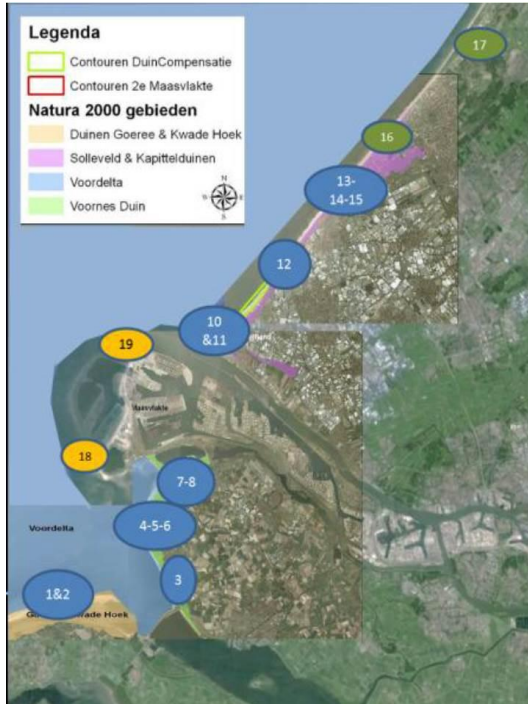 Legenda
Contouren DuinCompensatie
Contouren 2e Maasvlakte
Natura 2000 gebieden
Duinen Goeree & Kwade Hoek
Solleveld & Kapittelduinen
Voordelta
Voornes Duin
N
W
E
S
17
16
13-
14-15
12
10
&11
19
Maasvlakte
18
7-8
4-5-6
Voordelta
3
1&2
Kwade Hoek